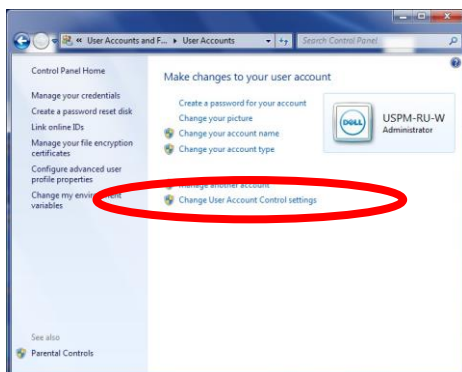 « User Accounts and F... ▸ User Accounts
Search Control Panel
Control Panel Home
Manage your credentials
Create a password reset disk
Link online IDs
Manage your file encryption
certificates
Configure advanced user
profile properties
Change my environment
variables
See also
Parental Controls
Make changes to your user account
Create a password for your account
Change your picture
Change your account name
Change your account type
Manage another account
Change User Account Control settings
DELL
USPM-RU-W
Administrator